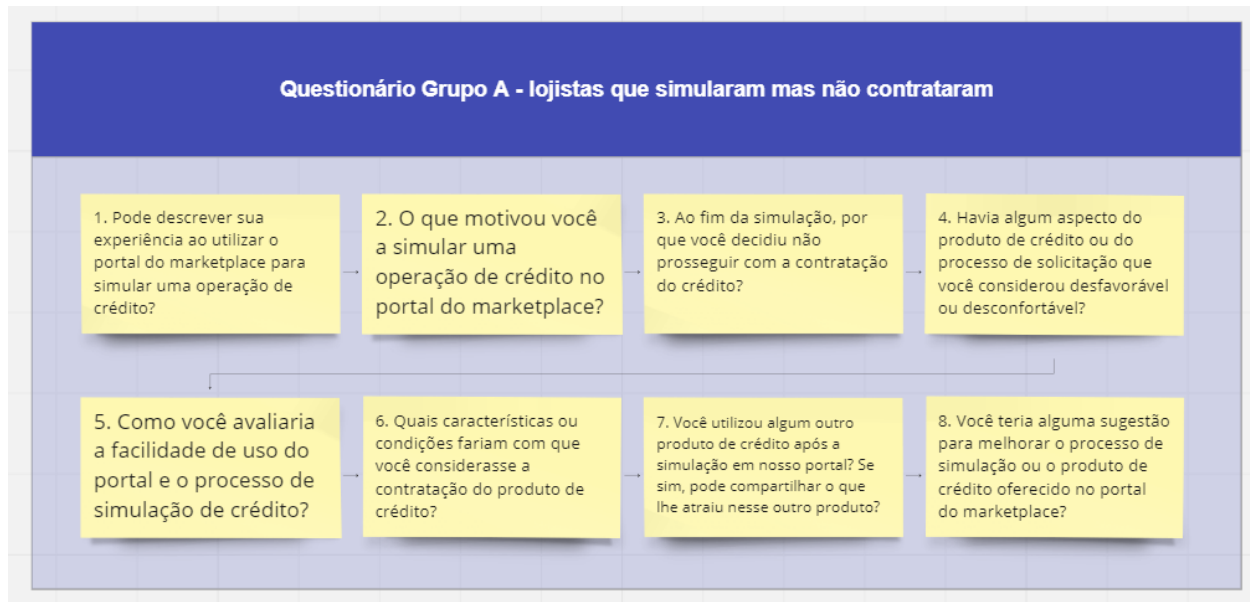 Questionário Grupo A - lojistas que simularam mas não contrataram
1. Pode descrever sua
experiência ao utilizar o
portal do marketplace para
simular uma operação de
crédito?
2. O que motivou você
a simular uma
operação de crédito no
portal do marketplace?
3. Ao fim da simulação, por
que você decidiu não
prosseguir com a contratação
do crédito?
4. Havia algum aspecto do
produto de crédito ou do
processo de solicitação que
você considerou desfavorável
ou desconfortável?
5. Como você avaliaria
a facilidade de uso do
portal e o processo de
simulação de crédito?
6. Quais características ou
condições fariam com que
você considerasse a
contratação do produto de
crédito?
7. Você utilizou algum outro
produto de crédito após a
simulação em nosso portal? Se
sim, pode compartilhar o que
lhe atraiu nesse outro produto?
8. Você teria alguma sugestão
para melhorar o processo de
simulação ou o produto de
crédito oferecido no portal
do marketplace?